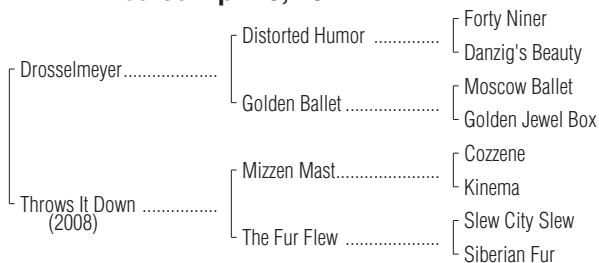 Forty Niner
Distorted Humor ..............
Danzig's Beauty
Drosselmeyer....................
Moscow Ballet
Golden Ballet ....................
Golden Jewel Box
Cozzene
Mizzen Mast......................
Kinema
Throws It Down ................
(2008)
Slew City Slew
The Fur Flew ....................
Siberian Fur